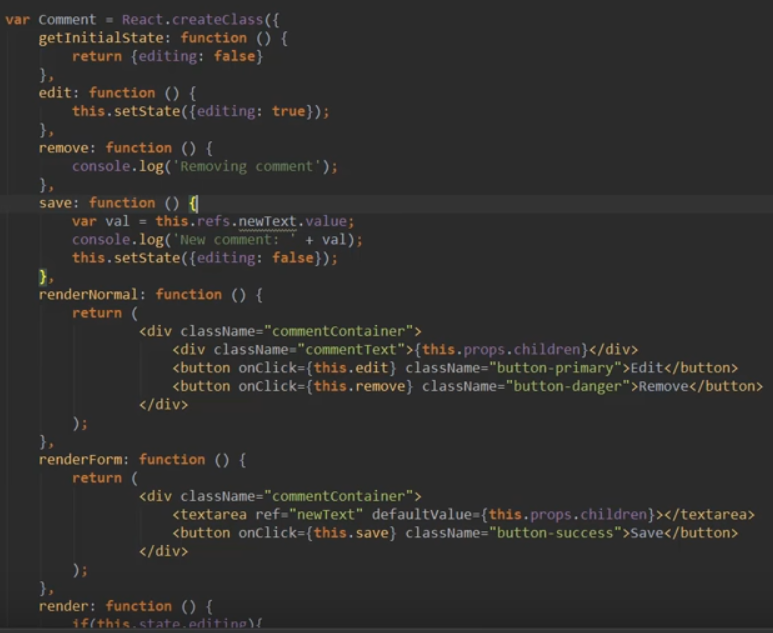 var Comment = React.createClass({
    getInitialState: function () {
        return {editing: false}
    },
    edit: function () {
        this.setState({editing: true});
    },
    remove: function () {
        console.log('Removing comment');
    },
    save: function () {
        var val = this.refs.newText.value;
        console.log('New comment: ' + val);
        this.setState({editing: false});
    },
    renderNormal: function () {
        return (
                <div className="commentContainer">
                    <div className="commentText">{this.props.children}</div>
                    <button onClick={this.edit} className="button-primary">Edit</button>
                    <button onClick={this.remove} className="button-danger">Remove</button>
                </div>
        );
    },
    renderForm: function () {
        return (
                <div className="commentContainer">
                    <textarea ref="newText" defaultValue={this.props.children}></textarea>
                    <button onClick={this.save} className="button-success">Save</button>
                </div>
        );
    },
    render: function () {
        if(this.state.editing){